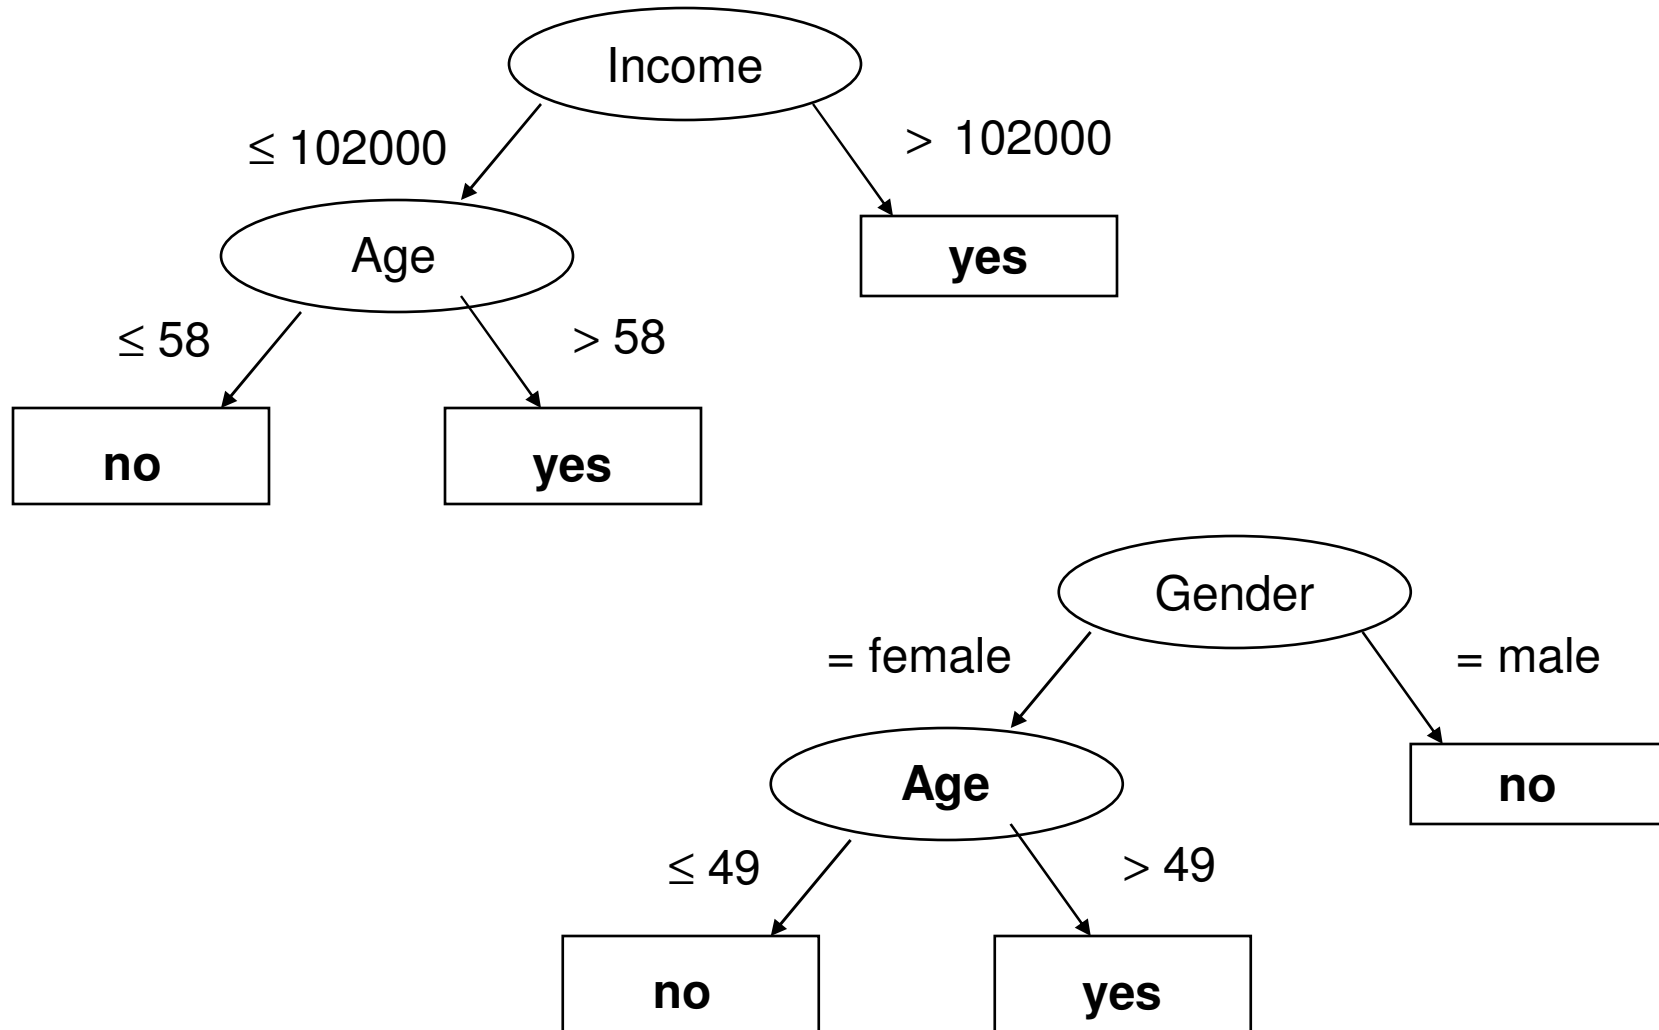 Income
≤ 102000
> 102000
Age
yes
≤ 58
> 58
no
yes
Gender
= female
= male
Age
no
≤ 49
> 49
no
yes